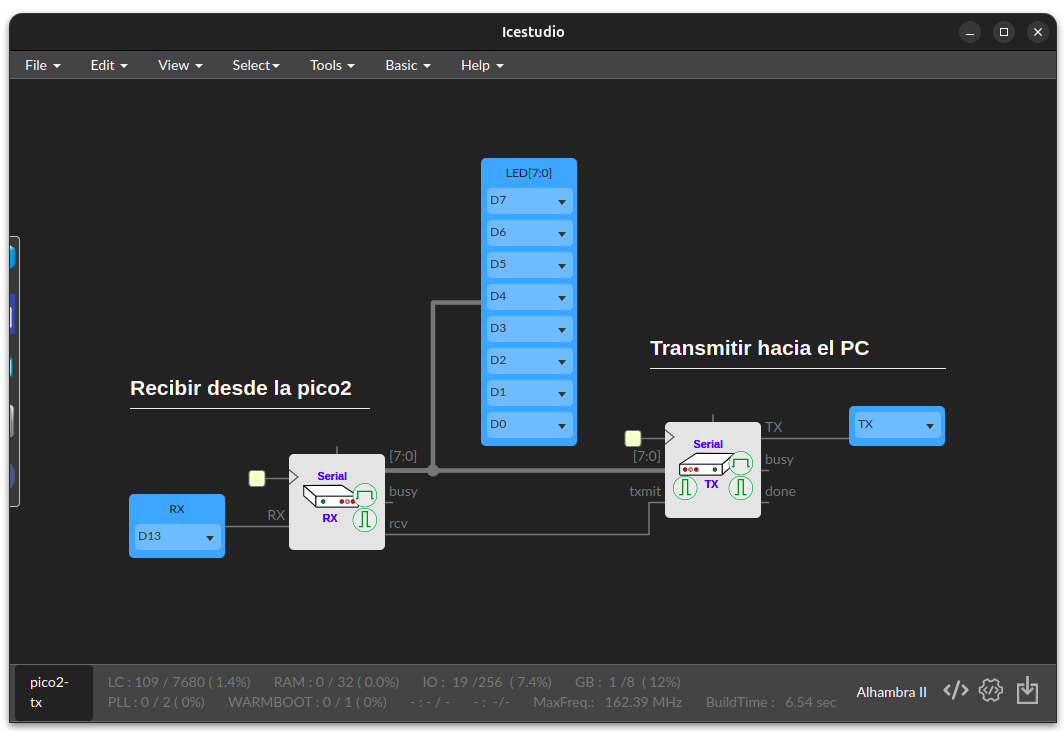 Icestudio
File Edit View Select Tools Basic Help
LED[7:0]
D7
D6
D5
D4
D3
D2
D1
D0
Transmitir hacia el PC
Recibir desde la pico2
TX
TX
[7:0]
Serial
TX
busy
txmit
done
[7:0]
Serial
RX
busy
rcv
RX
RX
D13
pico2-
tx
LC : 109 / 7680 ( 1.4%) RAM : 0 / 32 ( 0.0%) IO : 19 /256 ( 7.4%) GB : 1 /8 ( 12%)
PLL : 0 / 2 ( 0%) WARMBOOT : 0 / 1 ( 0%) - : - / - - : -/- MaxFreq.: 162.39 MHz BuildTime : 6.54 sec
Alhambra II